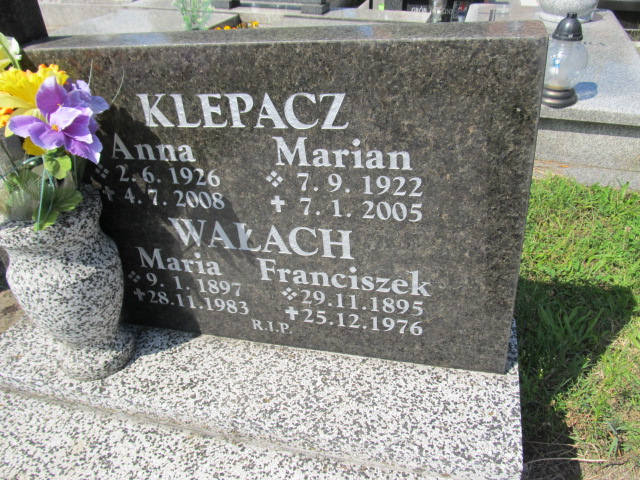 KLEPACZ
Anna Marian
2.6.1926 7.9.1922
4.7.2008 7.1.2005
WAŁACH
Maria Franciszek
9.1.1897 29.11.1895
28.11.1983 25.12.1976
R.I.P.